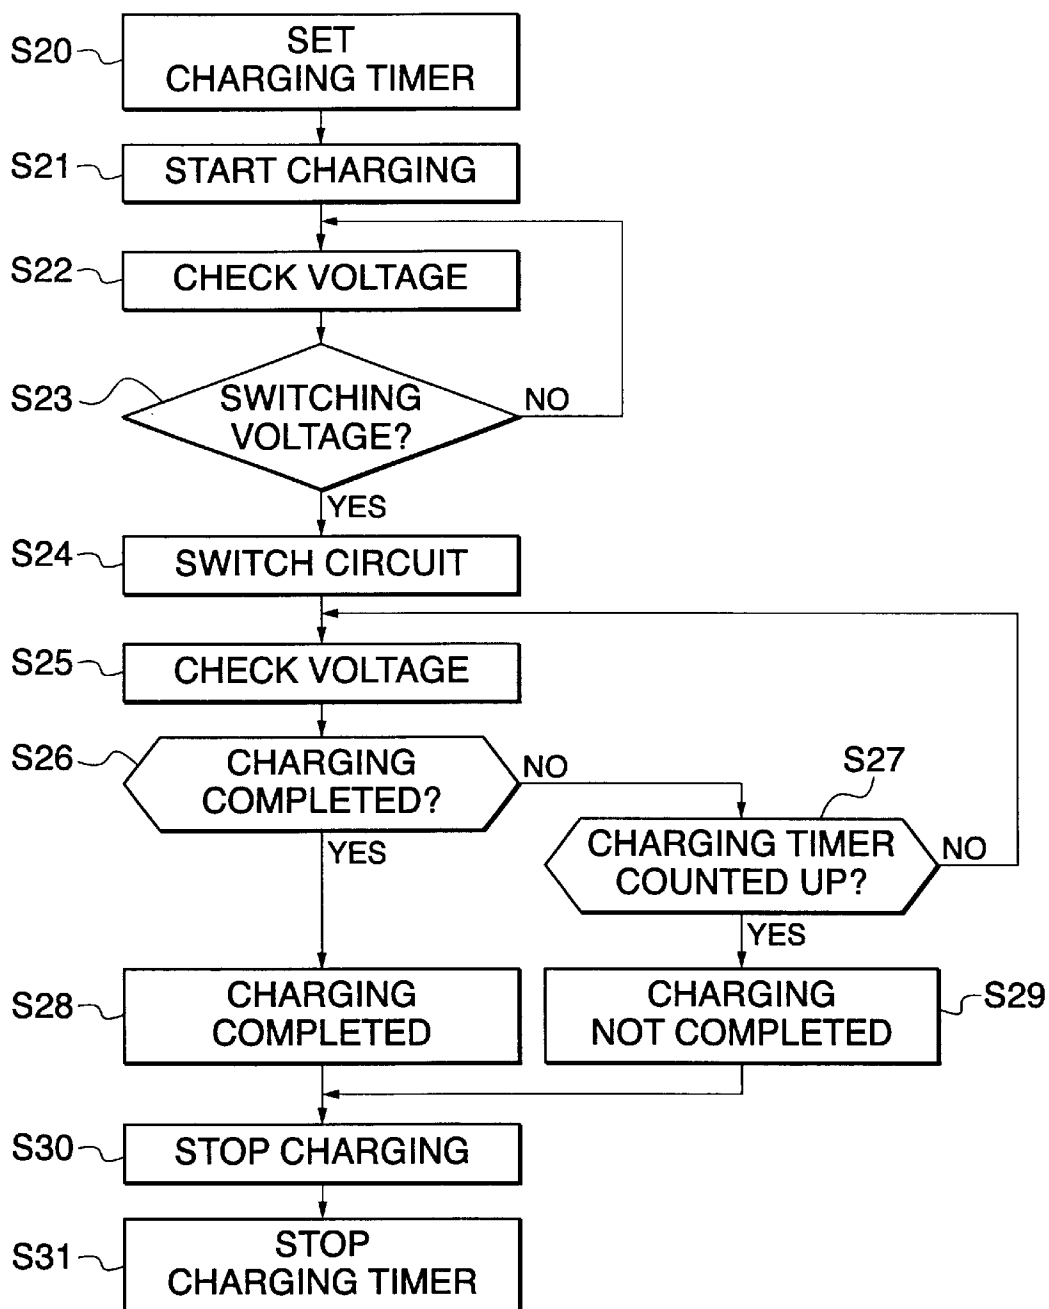 S20
SET
CHARGING TIMER
S21
START CHARGING
S22
CHECK VOLTAGE
S23
SWITCHING
VOLTAGE?
NO
YES
S24
SWITCH CIRCUIT
S25
CHECK VOLTAGE
S26
CHARGING
COMPLETED?
NO
YES
S27
CHARGING TIMER
COUNTED UP?
NO
YES
S28
CHARGING
COMPLETED
CHARGING
NOT COMPLETED
S29
S30
STOP CHARGING
S31
STOP
CHARGING TIMER